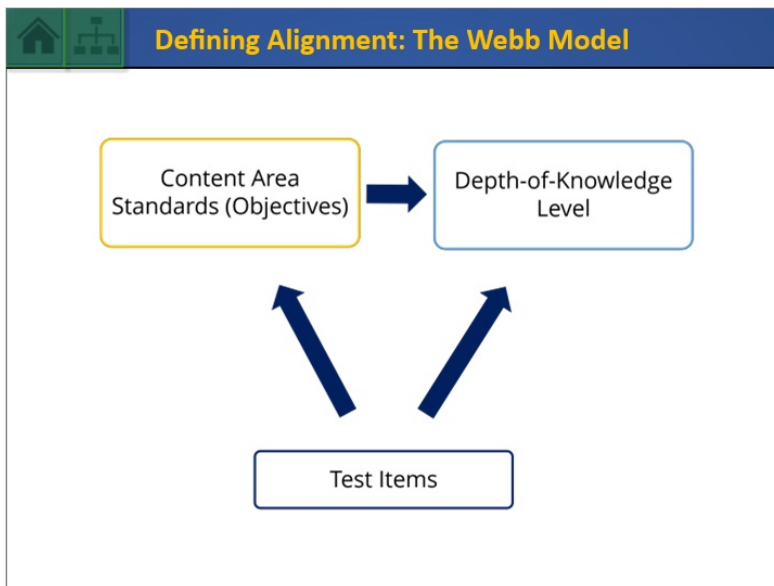 Defining Alignment: The Webb Model
Content Area
Standards (Objectives)
Depth-of-Knowledge
Level
Test Items